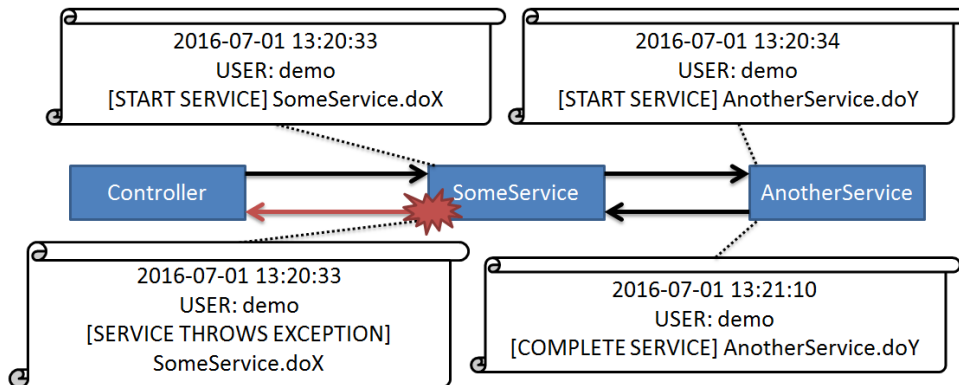 2016-07-01 13:20:33
USER: demo
[START SERVICE] SomeService.doX
2016-07-01 13:20:34
USER: demo
[START SERVICE] AnotherService.doY
Controller
SomeService
AnotherService
2016-07-01 13:20:33
USER: demo
[SERVICE THROWS EXCEPTION]
SomeService.doX
2016-07-01 13:21:10
USER: demo
[COMPLETE SERVICE] AnotherService.doY